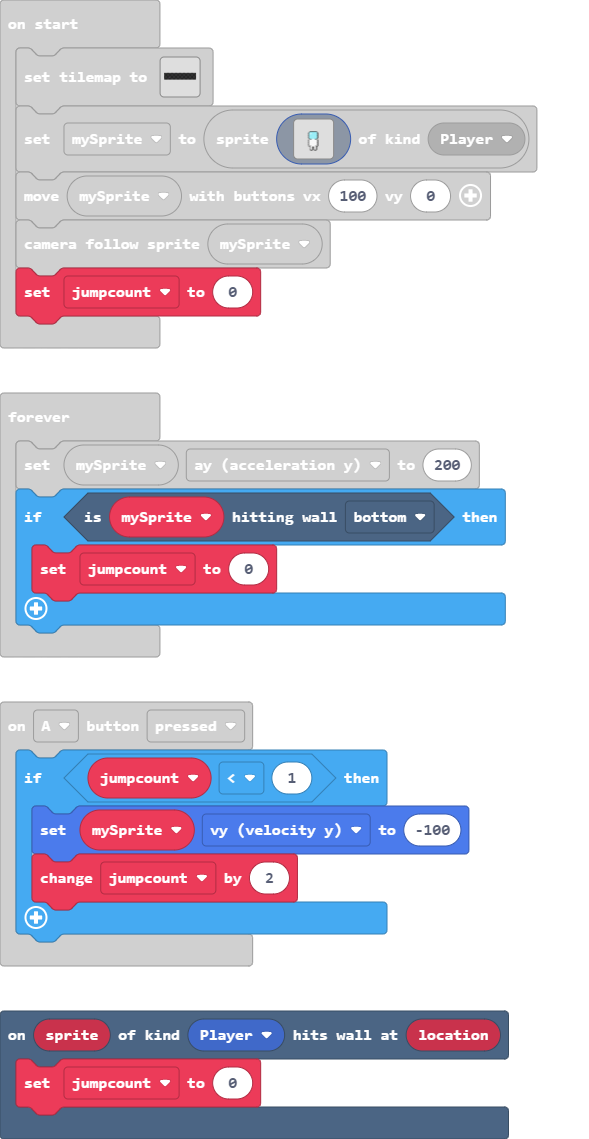 on start
set tilemap to
set mySprite to sprite of kind Player
move mySprite with buttons vx 100 vy 0
camera follow sprite mySprite
set jumpcount to 0
forever
set mySprite ay (acceleration y) to 200
if is mySprite hitting wall bottom then
set jumpcount to 0
on A button pressed
if jumpcount < 1 then
set mySprite vy (velocity y) to -100
change jumpcount by 2
on sprite of kind Player hits wall at location
set jumpcount to 0